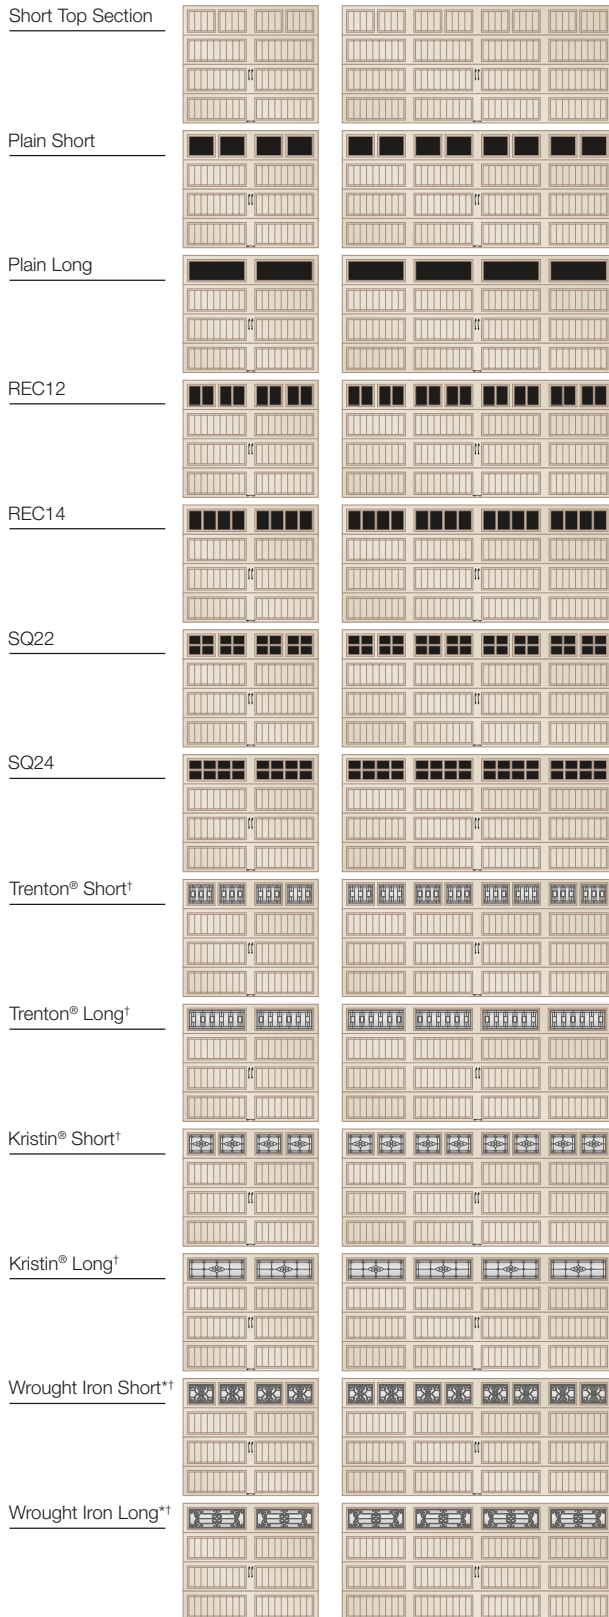 Short Top Section
Plain Short
Plain Long
REC12
REC14
SQ22
SQ24
Trenton® Short†
Trenton® Long†
Kristin® Short†
Kristin® Long†
Wrought Iron Short*†
Wrought Iron Long*†